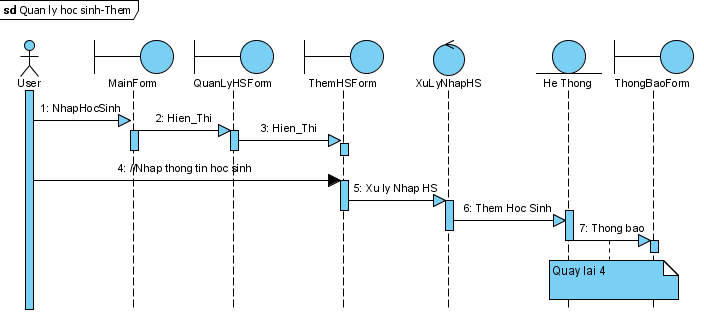 sd Quan ly hoc sinh-Them
User
MainForm
QuanLyHSForm
ThemHSForm
XuLyNhapHS
He Thong
ThongBaoForm
1: NhapHocSinh
2: Hien_Thi
3: Hien_Thi
4: //Nhap thong tin hoc sinh
5: Xu ly Nhap HS
6: Them Hoc Sinh
7: Thong bao
Quay lai 4